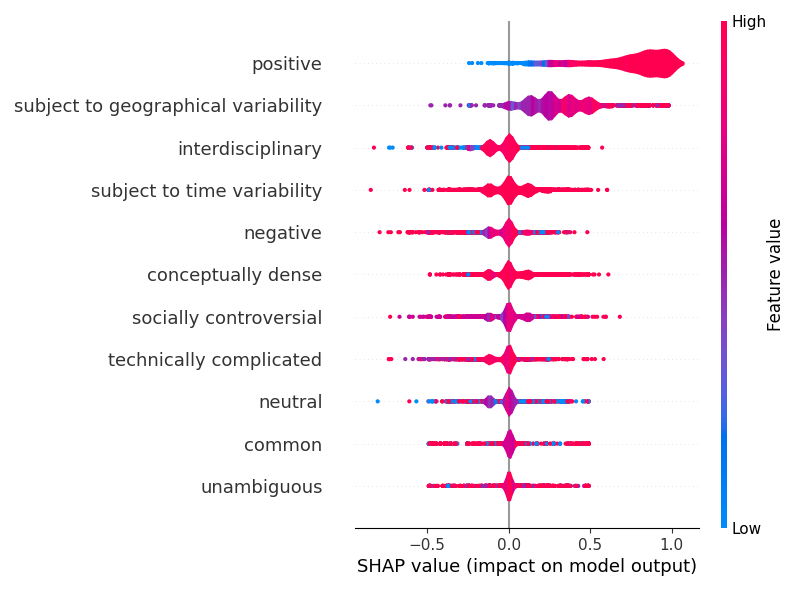 High
positive
subject to geographical variability
interdisciplinary
subject to time variability
negative
conceptually dense
socially controversial
technically complicated
neutral
common
unambiguous
Feature value
Low
−0.5 0.0 0.5 1.0
SHAP value (impact on model output)